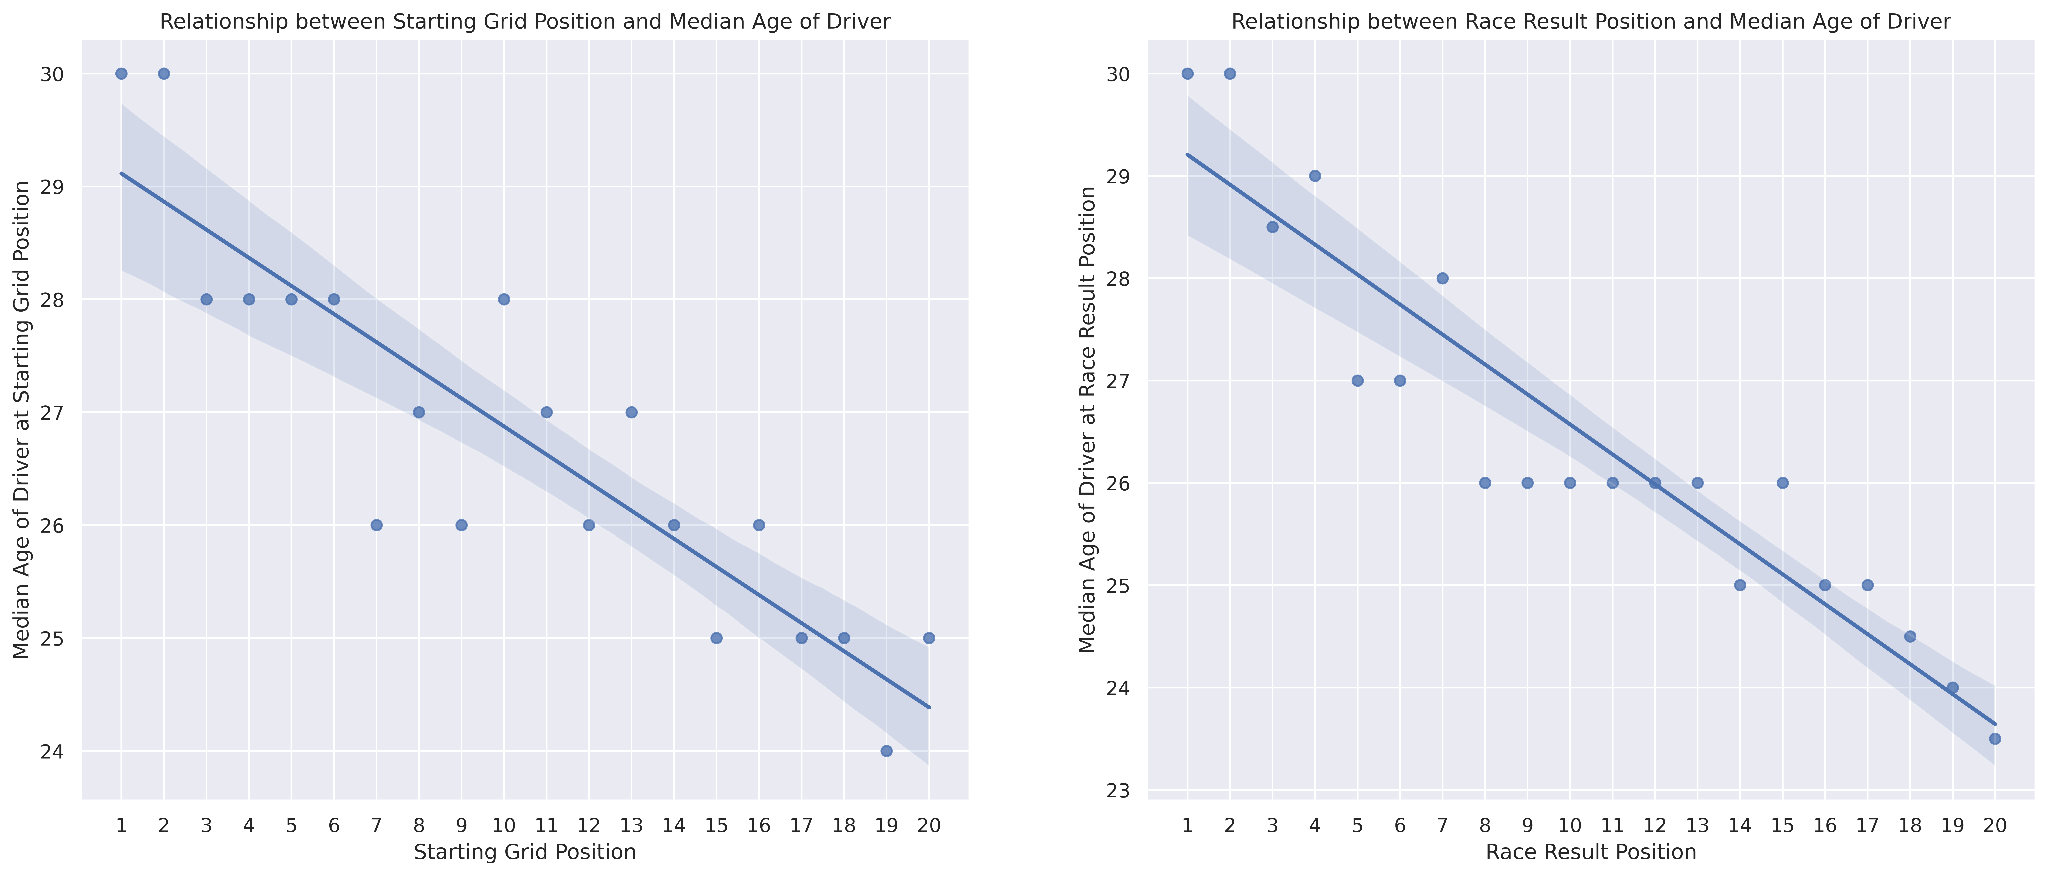 Relationship between Starting Grid Position and Median Age of Driver
Median Age of Driver at Starting Grid Position
30
29
28
27
26
25
24
1 2 3 4 5 6 7 8 9 10 11 12 13 14 15 16 17 18 19 20
Starting Grid Position
Relationship between Race Result Position and Median Age of Driver
Median Age of Driver at Race Result Position
30
29
28
27
26
25
24
23
1 2 3 4 5 6 7 8 9 10 11 12 13 14 15 16 17 18 19 20
Race Result Position